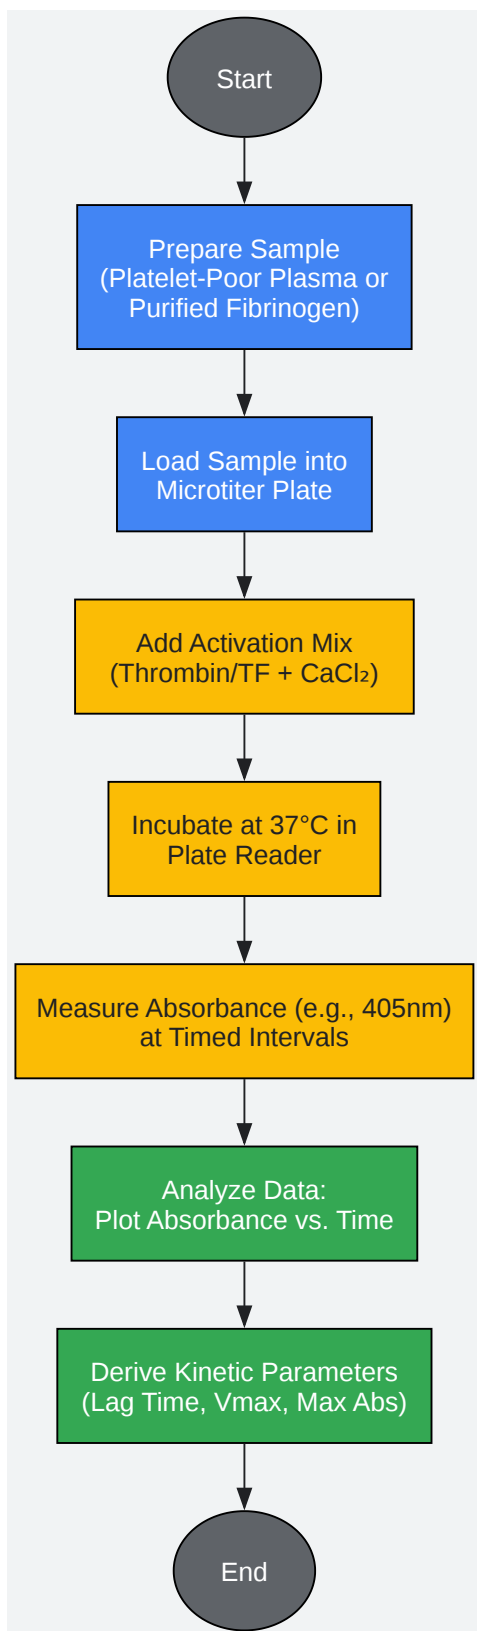 Start
Prepare Sample
(Platelet-Poor Plasma or
Purified Fibrinogen)
Load Sample into
Microtiter Plate
Add Activation Mix
(Thrombin/TF + CaCl₂)
Incubate at 37°C in
Plate Reader
Measure Absorbance (e.g., 405nm)
at Timed Intervals
Analyze Data:
Plot Absorbance vs. Time
Derive Kinetic Parameters
(Lag Time, Vmax, Max Abs)
End